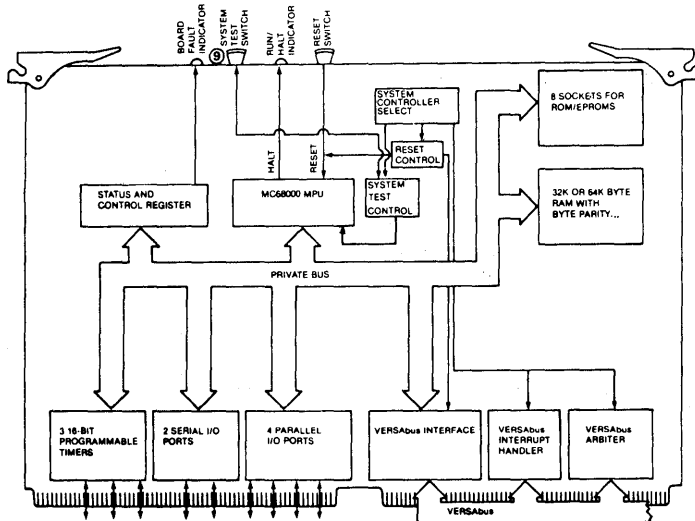 BOARD
FAULT
INDICATOR
9
SYSTEM
TEST
SWITCH
RUN/
HALT
INDICATOR
RESET
SWITCH
SYSTEM
CONTROLLER
SELECT
8 SOCKETS FOR
ROM/EPROMS
HALT
RESET
RESET
CONTROL
STATUS AND
CONTROL REGISTER
MC68000 MPU
SYSTEM
TEST
CONTROL
32K OR 64K BYTE
RAM WITH
BYTE PARITY...
PRIVATE BUS
3 16-BIT
PROGRAMMABLE
TIMERS
2 SERIAL I/O
PORTS
4 PARALLEL
I/O PORTS
VERSAbus INTERFACE
VERSAbus
INTERRUPT
HANDLER
VERSAbus
ARBITER
VERSAbus